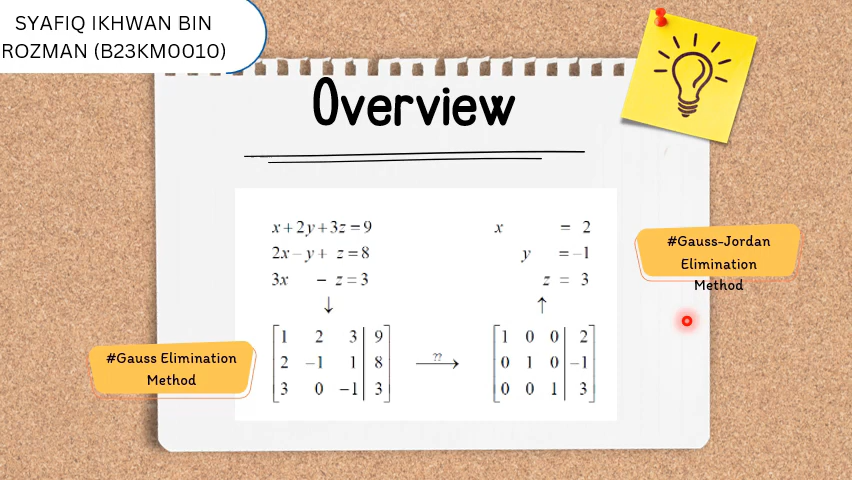 SYAFIQ IKHWAN BIN
ROZMAN (B23KM0010)
Overview
x+2y+3z=9
2x-y+ z=8
3x - z=3
↓
x = 2
y =-1
z = 3
↑
#Gauss-Jordan
Elimination
Method
#Gauss Elimination
Method
1 2 3 9
2 -1 1 8
3 0 -1 3
??
1 0 0 2
0 1 0 -1
0 0 1 3